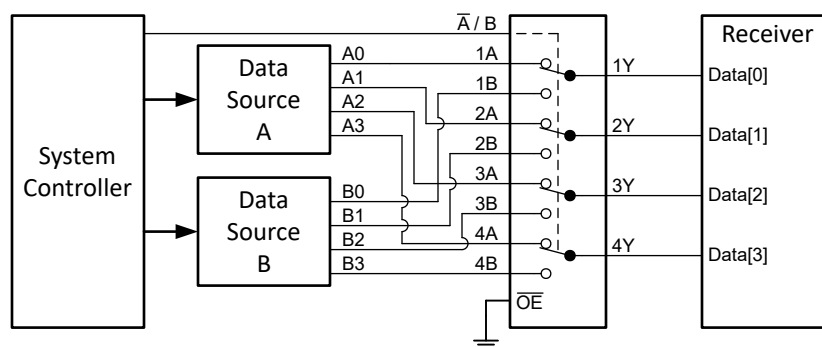 System
Controller
Data
Source
A
Data
Source
B
A0
A1
A2
A3
B0
B1
B2
B3
A̅ / B
1A
1B
2A
2B
3A
3B
4A
4B
O̅E̅
1Y
2Y
3Y
4Y
Receiver
Data[0]
Data[1]
Data[2]
Data[3]